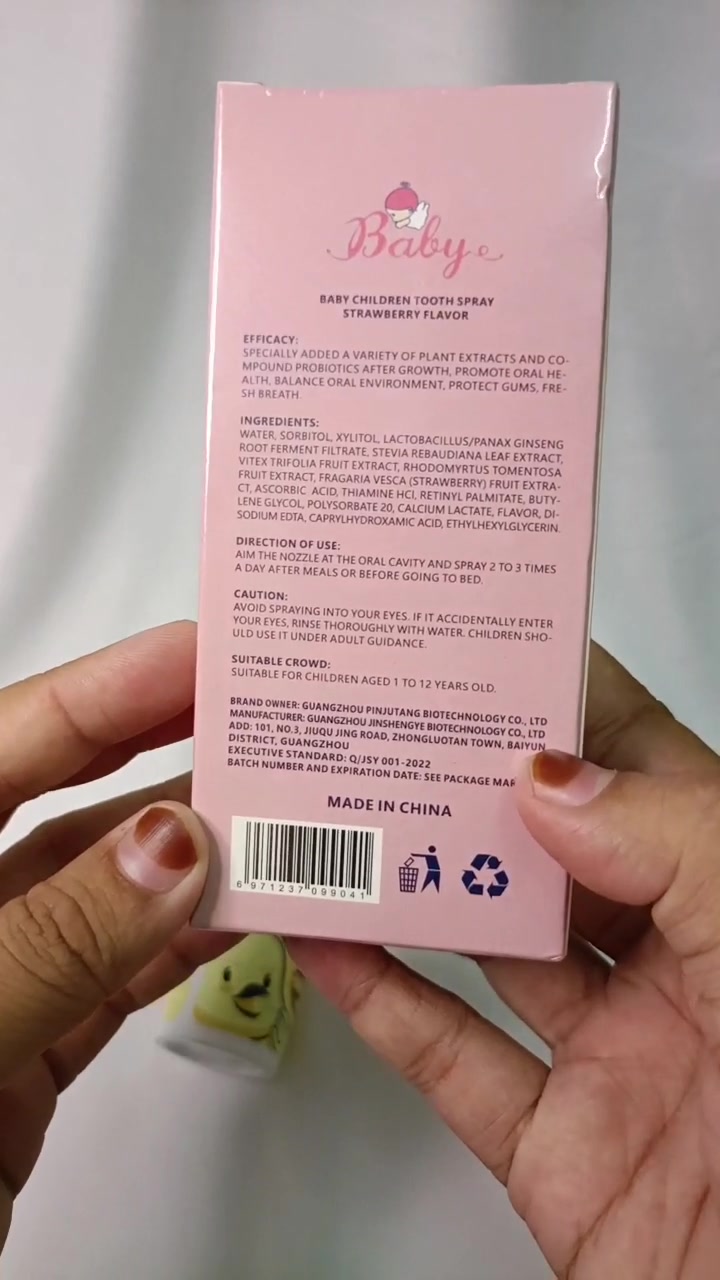 Baby
BABY CHILDREN TOOTH SPRAY
STRAWBERRY FLAVOR
EFFICACY:
SPECIALLY ADDED A VARIETY OF PLANT EXTRACTS AND CO-
MPOUND PROBIOTICS AFTER GROWTH, PROMOTE ORAL HE-
ALTH, BALANCE ORAL ENVIRONMENT, PROTECT GUMS, FRE-
SH BREATH.
INGREDIENTS:
WATER, SORBITOL, XYLITOL, LACTOBACILLUS/PANAX GINSENG
ROOT FERMENT FILTRATE, STEVIA REBAUDIANA LEAF EXTRACT,
VITEX TRIFOLIA FRUIT EXTRACT, RHODOMYRTUS TOMENTOSA
FRUIT EXTRACT, FRAGARIA VESCA (STRAWBERRY) FRUIT EXTRA-
CT, ASCORBIC ACID, THIAMINE HCI, RETINYL PALMITATE, BUTY-
LENE GLYCOL, POLYSORBATE 20, CALCIUM LACTATE, FLAVOR, DI-
SODIUM EDTA, CAPRYLHYDROXAMIC ACID, ETHYLHEXYLGLYCERIN.
DIRECTION OF USE:
AIM THE NOZZLE AT THE ORAL CAVITY AND SPRAY 2 TO 3 TIMES
A DAY AFTER MEALS OR BEFORE GOING TO BED.
CAUTION:
AVOID SPRAYING INTO YOUR EYES. IF IT ACCIDENTALLY ENTER
YOUR EYES, RINSE THOROUGHLY WITH WATER. CHILDREN SHO-
ULD USE IT UNDER ADULT GUIDANCE.
SUITABLE CROWD:
SUITABLE FOR CHILDREN AGED 1 TO 12 YEARS OLD.
BRAND OWNER: GUANGZHOU PINJUTANG BIOTECHNOLOGY CO., LTD
MANUFACTURER: GUANGZHOU JINSHENGYE BIOTECHNOLOGY CO., LTD
ADD: 101, NO.3, JIUQU JING ROAD, ZHONGLUOTAN TOWN, BAIYUN
DISTRICT, GUANGZHOU
EXECUTIVE STANDARD: Q/JSY 001-2022
BATCH NUMBER AND EXPIRATION DATE: SEE PACKAGE
MADE IN CHINA
6 971237 099041